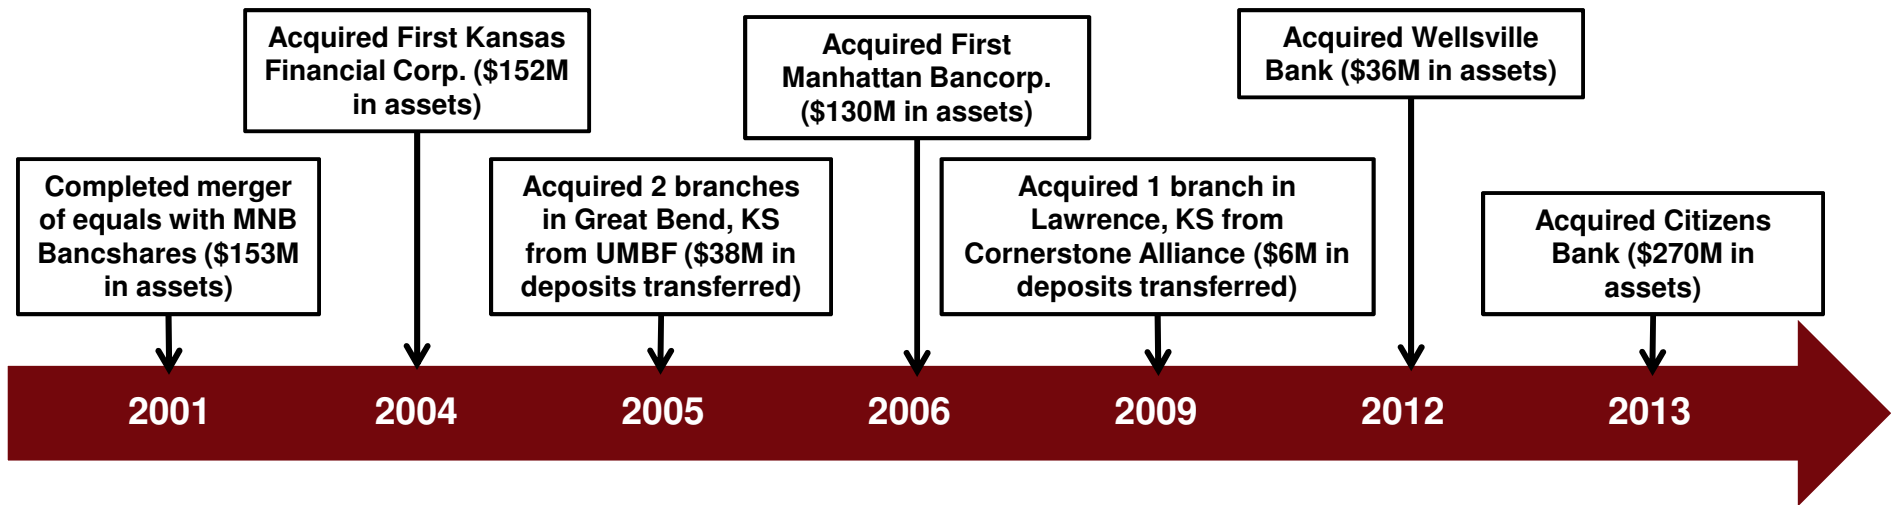 Completed merger
of equals with MNB
Bancshares ($153M
in assets)
Acquired First Kansas
Financial Corp. ($152M
in assets)
Acquired 2 branches
in Great Bend, KS
from UMBF ($38M in
deposits transferred)
Acquired First
Manhattan Bancorp.
($130M in assets)
Acquired 1 branch in
Lawrence, KS from
Cornerstone Alliance ($6M in
deposits transferred)
Acquired Wellsville
Bank ($36M in assets)
Acquired Citizens
Bank ($270M in
assets)
2001 2004 2005 2006 2009 2012 2013